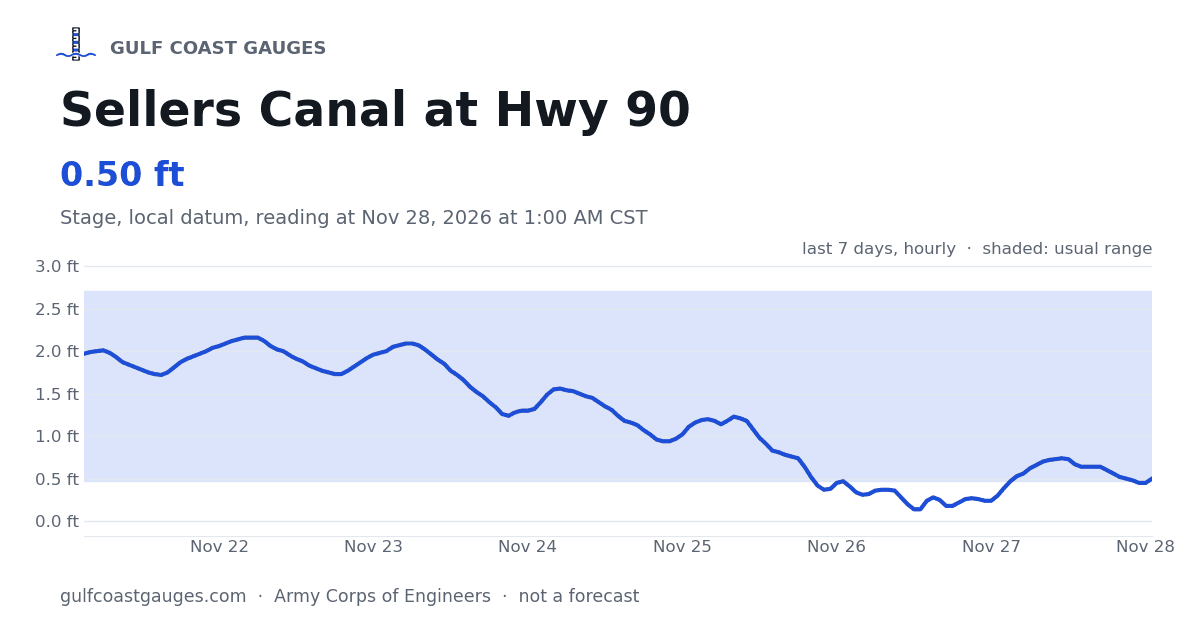 GULF COAST GAUGES
Sellers Canal at Hwy 90
0.50 ft
Stage, local datum, reading at Nov 28, 2026 at 1:00 AM CST
last 7 days, hourly · shaded: usual range
3.0 ft
2.5 ft
2.0 ft
1.5 ft
1.0 ft
0.5 ft
0.0 ft
Nov 22 Nov 23 Nov 24 Nov 25 Nov 26 Nov 27 Nov 28
gulfcoastgauges.com · Army Corps of Engineers · not a forecast